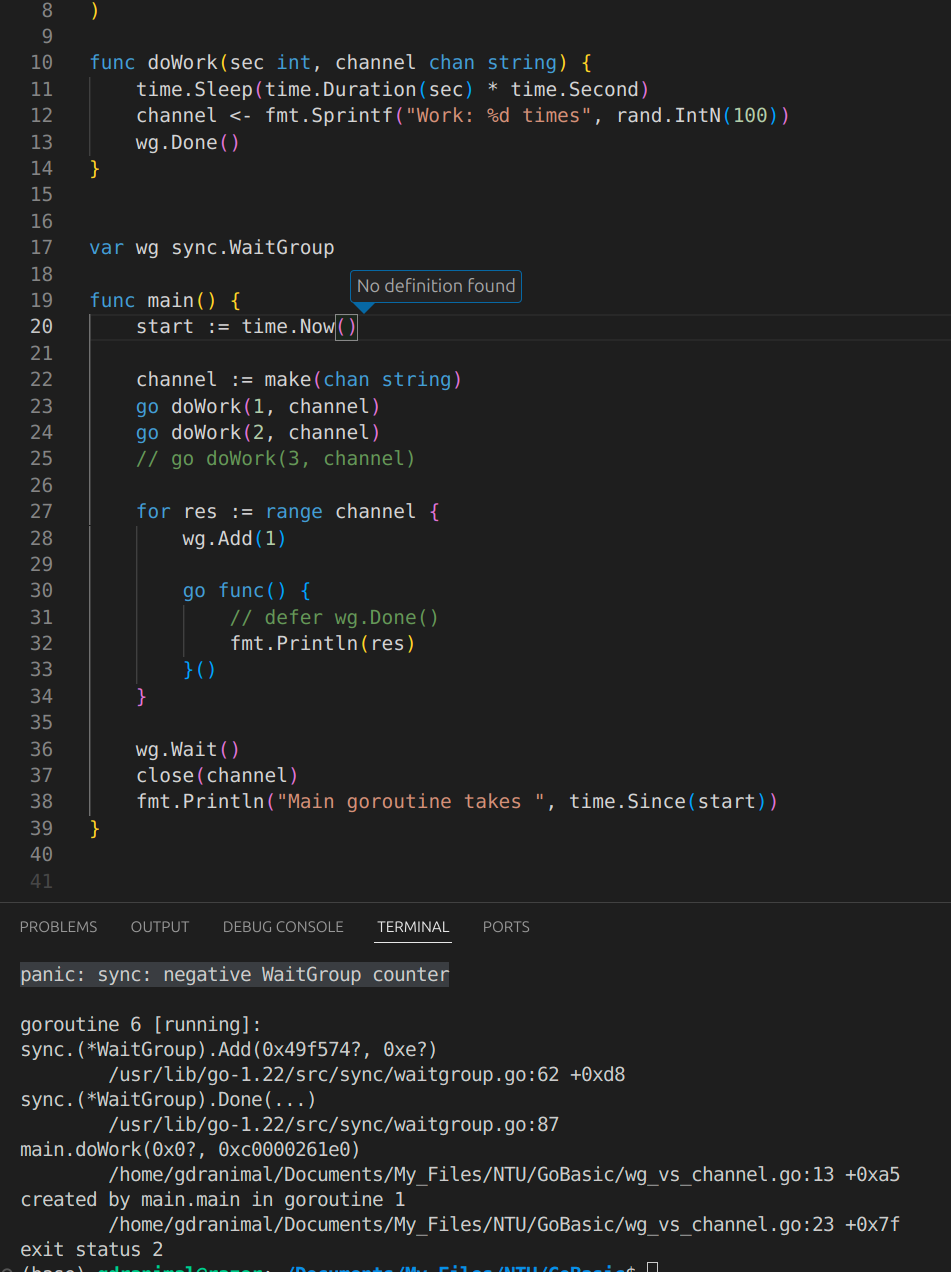 8 )
9
10 func doWork(sec int, channel chan string) {
11 time.Sleep(time.Duration(sec) * time.Second)
12 channel <- fmt.Sprintf("Work: %d times", rand.IntN(100))
13 wg.Done()
14 }
15
16
17 var wg sync.WaitGroup
18
No definition found
19 func main() {
20 start := time.Now()
21
22 channel := make(chan string)
23 go doWork(1, channel)
24 go doWork(2, channel)
25 // go doWork(3, channel)
26
27 for res := range channel {
28 wg.Add(1)
29
30 go func() {
31 // defer wg.Done()
32 fmt.Println(res)
33 }()
34 }
35
36 wg.Wait()
37 close(channel)
38 fmt.Println("Main goroutine takes ", time.Since(start))
39 }
40
41
PROBLEMS OUTPUT DEBUG CONSOLE TERMINAL PORTS
panic: sync: negative WaitGroup counter
goroutine 6 [running]:
sync.(*WaitGroup).Add(0x49f574?, 0xe?)
/usr/lib/go-1.22/src/sync/waitgroup.go:62 +0xd8
sync.(*WaitGroup).Done(...)
/usr/lib/go-1.22/src/sync/waitgroup.go:87
main.doWork(0x0?, 0xc0000261e0)
/home/gdranimal/Documents/My_Files/NTU/GoBasic/wg_vs_channel.go:13 +0xa5
created by main.main in goroutine 1
/home/gdranimal/Documents/My_Files/NTU/GoBasic/wg_vs_channel.go:23 +0x7f
exit status 2
(base) gdranimal@razer:~/Documents/My_Files/NTU/GoBasic$